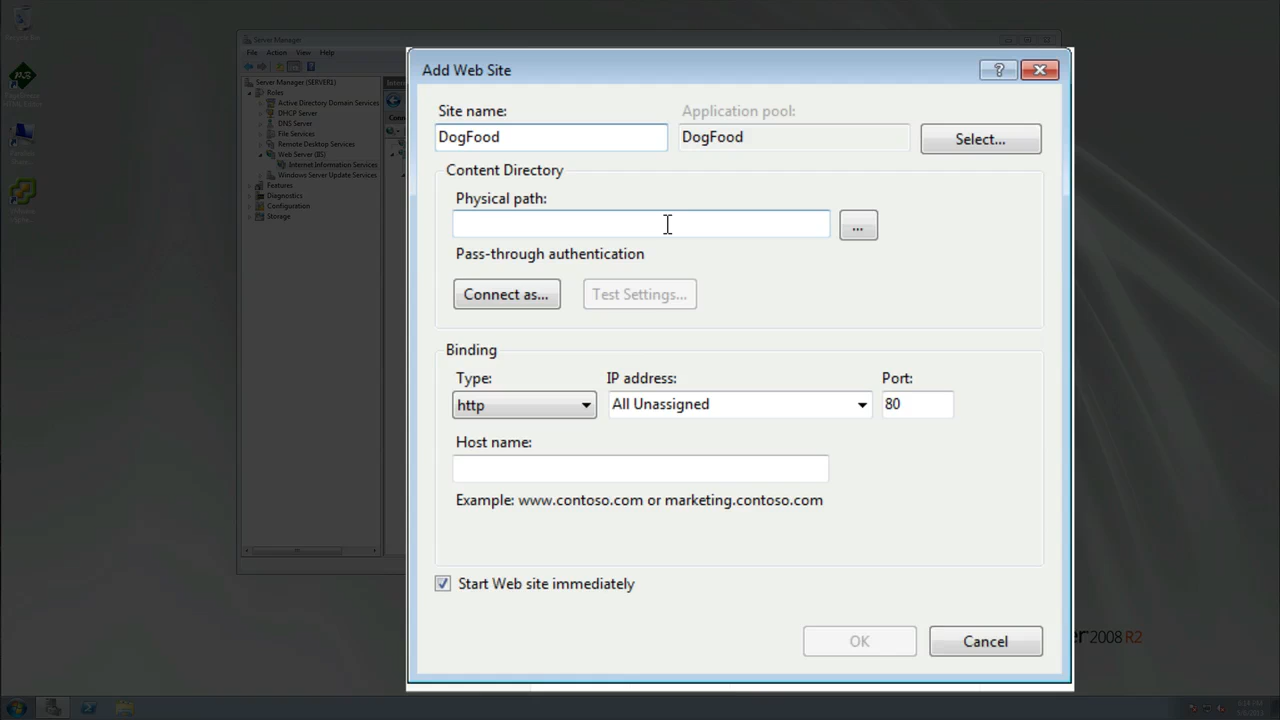 Server Manager
File Action View Help
Server Manager (SERVER2)
Roles
Active Directory Domain Services
DHCP Server
DNS Server
File Services
Remote Desktop Services
Web Server (IIS)
Internet Information Services
Windows Server Update Services
Features
Diagnostics
Configuration
Storage
Add Web Site
?
Site name:
Application pool:
DogFood
DogFood
Select...
Content Directory
Physical path:
...
Pass-through authentication
Connect as...
Test Settings...
Binding
Type:
IP address:
Port:
http
All Unassigned
80
Host name:
Example: www.contoso.com or marketing.contoso.com
Start Web site immediately
OK
Cancel
2008 R2